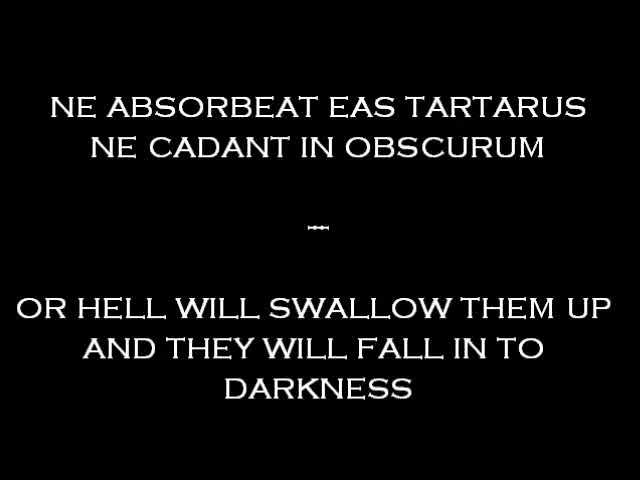 NE ABSORBEAT EAS TARTARUS
NE CADANT IN OBSCURUM
---
OR HELL WILL SWALLOW THEM UP
AND THEY WILL FALL IN TO
DARKNESS